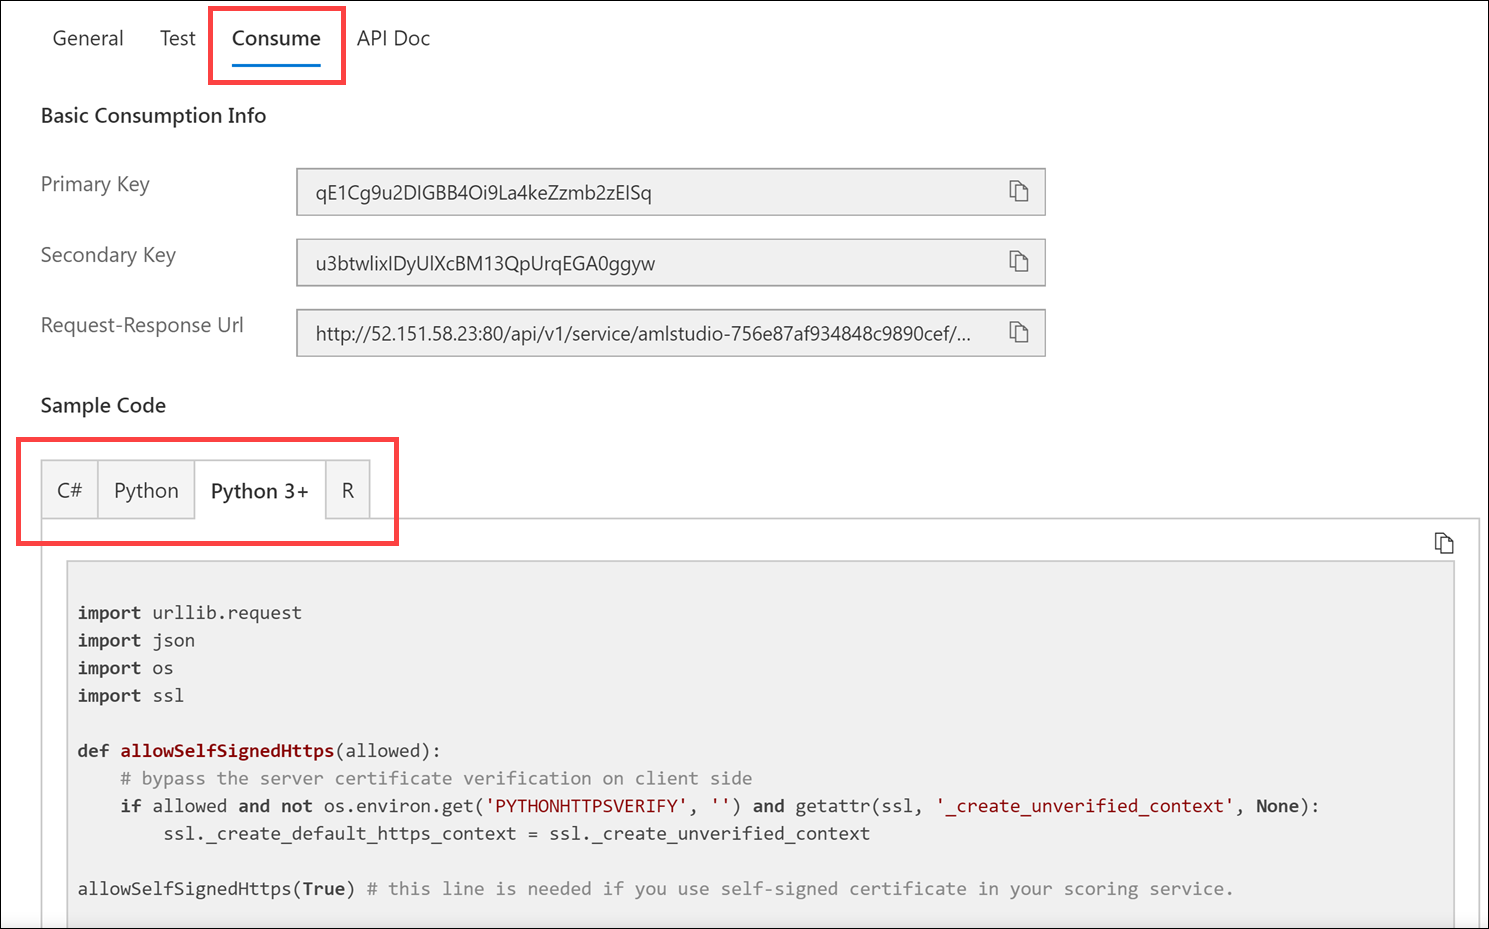 General Test Consume API Doc
Basic Consumption Info
Primary Key qE1Cg9u2DIGBB4Oi9La4keZzmb2zEISq
Secondary Key u3btwlixIDyUlXcBM13QpUrqEGA0ggyw
Request-Response Url http://52.151.58.23:80/api/v1/service/amlstudio-756e87af934848c9890cef/...
Sample Code
C# Python Python 3+ R
import urllib.request
import json
import os
import ssl
def allowSelfSignedHttps(allowed):
    # bypass the server certificate verification on client side
    if allowed and not os.environ.get('PYTHONHTTPSVERIFY', '') and getattr(ssl, '_create_unverified_context', None):
        ssl._create_default_https_context = ssl._create_unverified_context
allowSelfSignedHttps(True) # this line is needed if you use self-signed certificate in your scoring service.